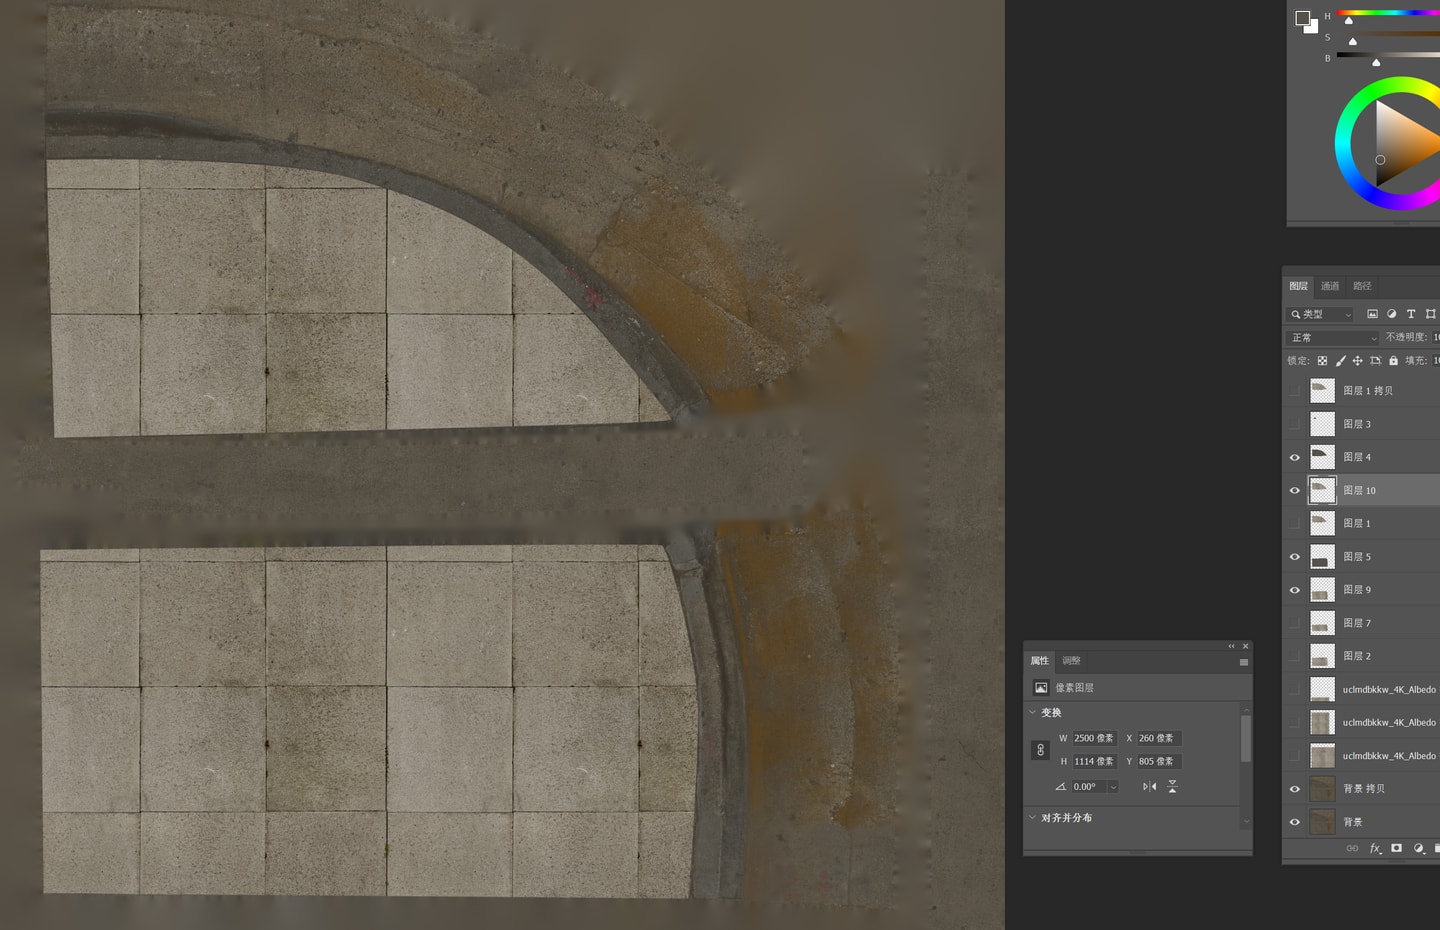 H
S
B
图层 通道 路径
类型
正常 不透明度:
锁定: 填充:
图层 1 拷贝
图层 3
图层 4
图层 10
图层 1
图层 5
图层 9
图层 7
图层 2
uclmdbkkw_4K_Albedo
uclmdbkkw_4K_Albedo
uclmdbkkw_4K_Albedo
背景 拷贝
背景
fx
属性 调整
像素图层
变换
W 2500 像素 X 260 像素
H 1114 像素 Y 805 像素
0.00°
对齐并分布